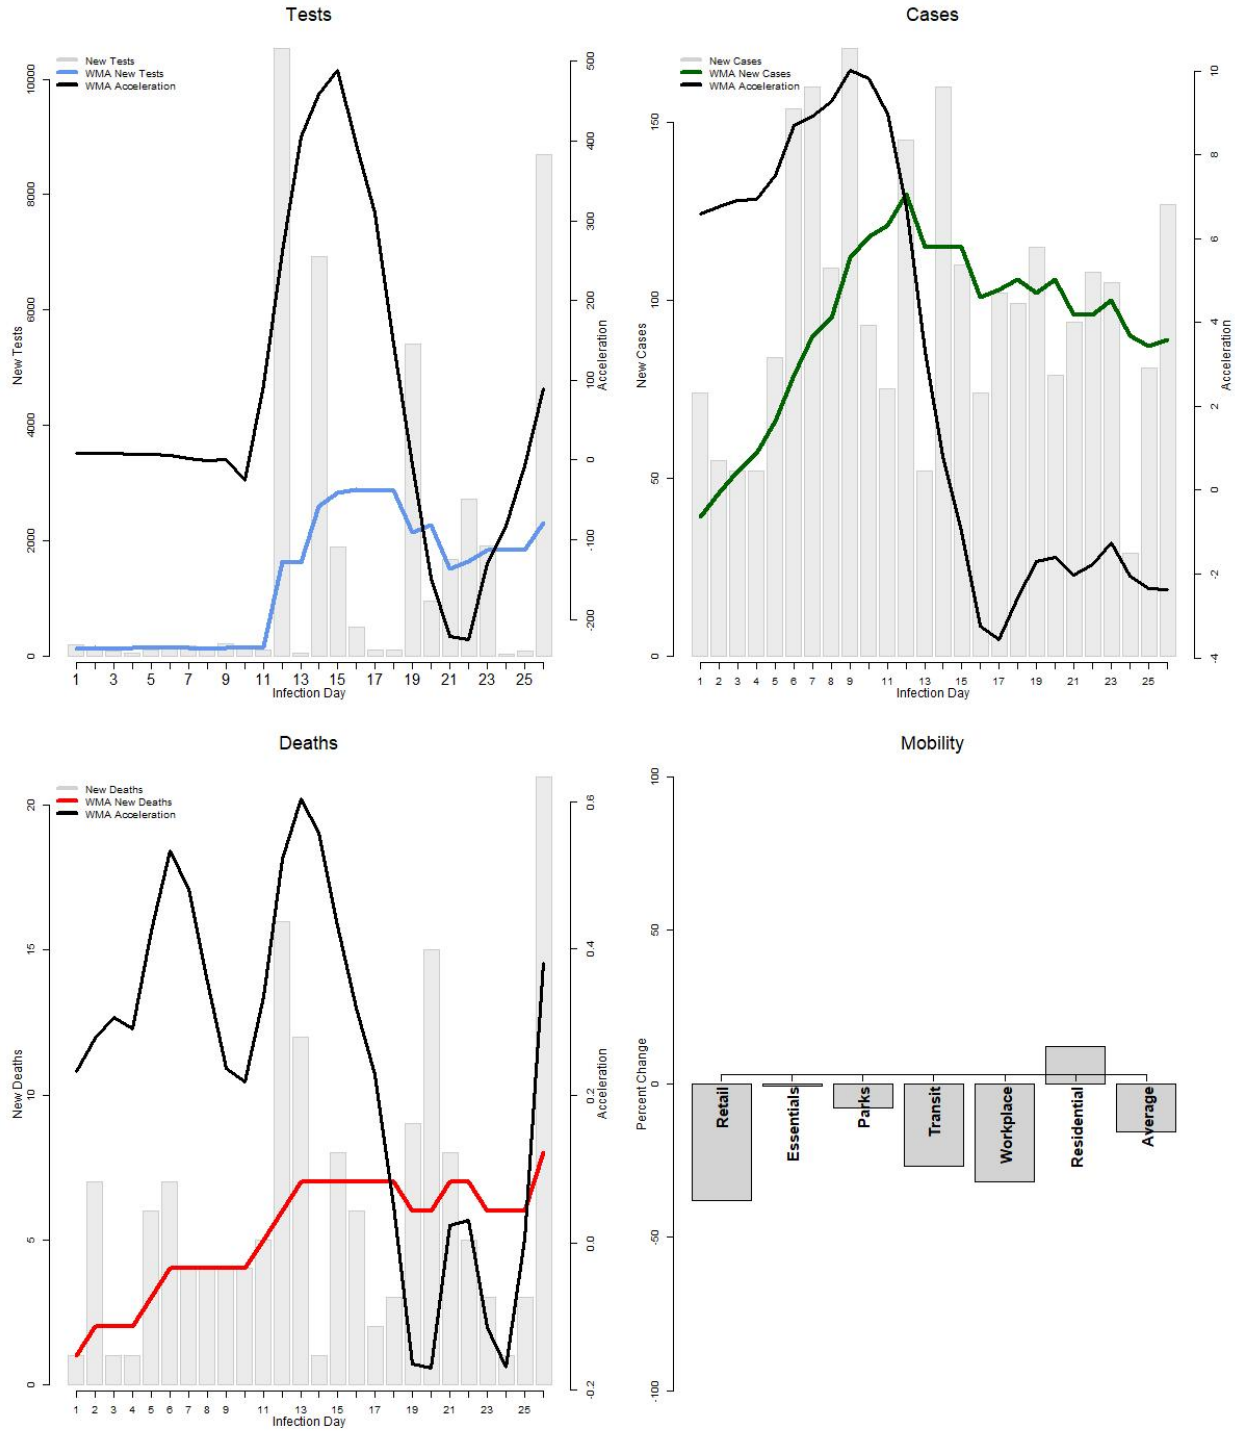 Tests
New Tests
WMA New Tests
WMA Acceleration
New Tests
0
2000
4000
6000
8000
10000
Acceleration
-200
-100
0
100
200
300
400
500
1 3 5 7 9 11 13 15 17 19 21 23 25
Infection Day
Cases
New Cases
WMA New Cases
WMA Acceleration
New Cases
0
50
100
150
Acceleration
-4
-2
0
2
4
6
8
10
1 2 3 4 5 6 7 8 9 11 13 15 17 19 21 23 25
Infection Day
Deaths
New Deaths
WMA New Deaths
WMA Acceleration
New Deaths
0
5
10
15
20
Acceleration
-0.2
0.0
0.2
0.4
0.6
1 2 3 4 5 6 7 8 9 11 13 15 17 19 21 23 25
Infection Day
Mobility
Percent Change
-100
-50
0
50
100
Retail
Essentials
Parks
Transit
Workplace
Residential
Average